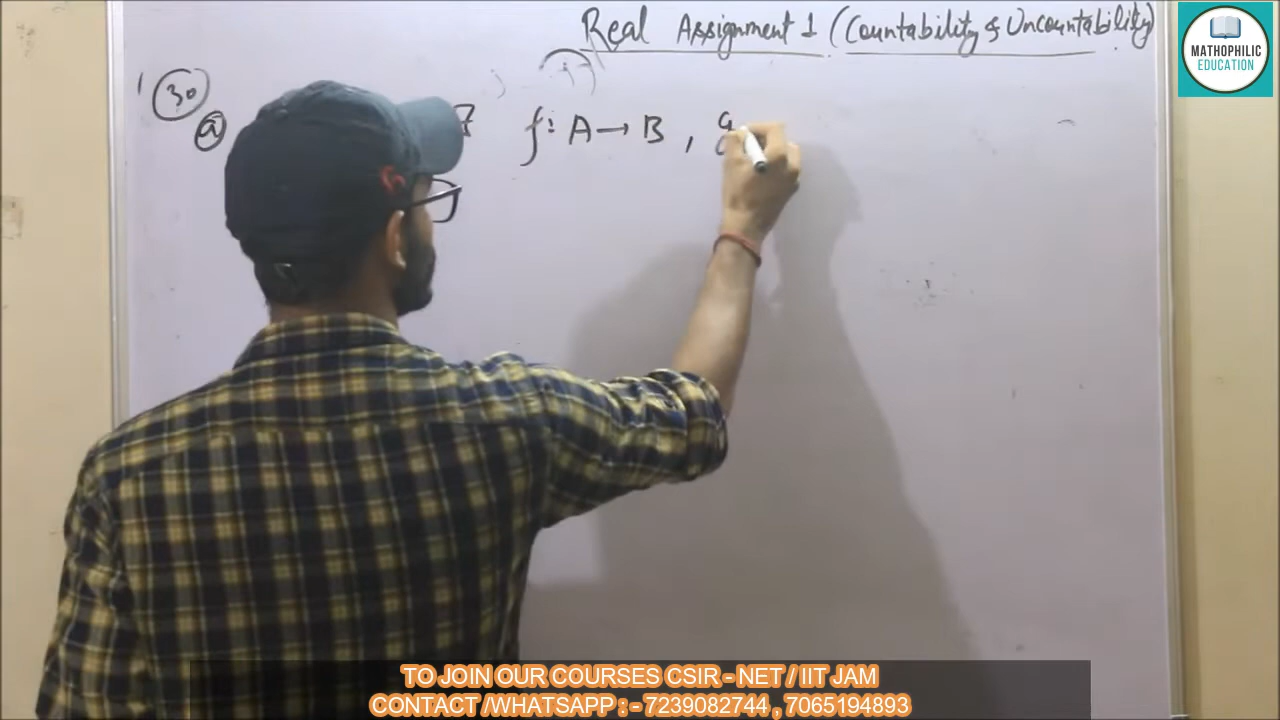 Real Assignment 1 (Countability & Uncountability)
MATHOPHILIC
EDUCATION
30
a f: A → B , g
TO JOIN OUR COURSES CSIR - NET / IIT JAM
CONTACT /WHATSAPP : - 7239082744 , 7065194893